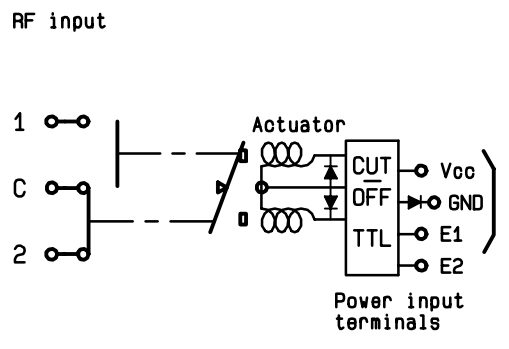 RF input
Actuator
1
C
2
CUT
OFF
TTL
Vcc
GND
E1
E2
Power input
terminals